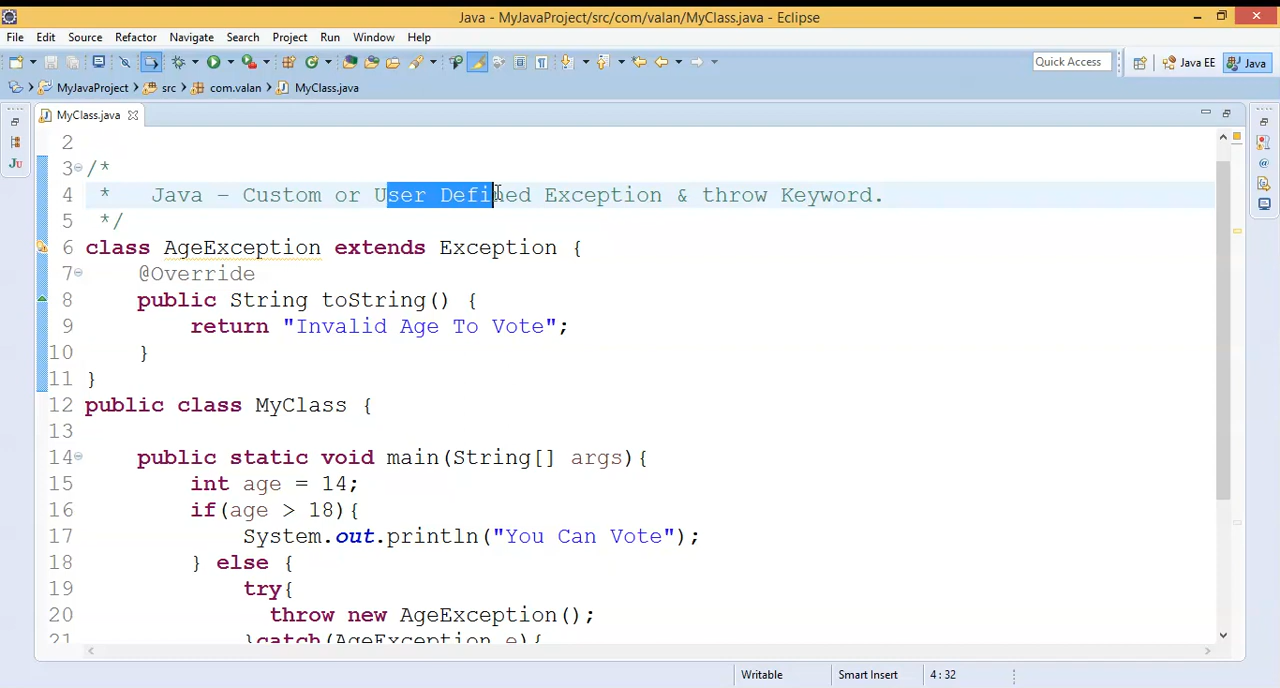 Java - MyJavaProject/src/com/valan/MyClass.java - Eclipse
File Edit Source Refactor Navigate Search Project Run Window Help
Quick Access Java EE Java
MyJavaProject src com.valan MyClass.java
MyClass.java
2
3 /*
4 * Java – Custom or User Defined Exception & throw Keyword.
5 */
6 class AgeException extends Exception {
7 @Override
8 public String toString() {
9 return "Invalid Age To Vote";
10 }
11 }
12 public class MyClass {
13
14 public static void main(String[] args){
15 int age = 14;
16 if(age > 18){
17 System.out.println("You Can Vote");
18 } else {
19 try{
20 throw new AgeException();
21 }catch(AgeException e){
Writable Smart Insert 4 : 32